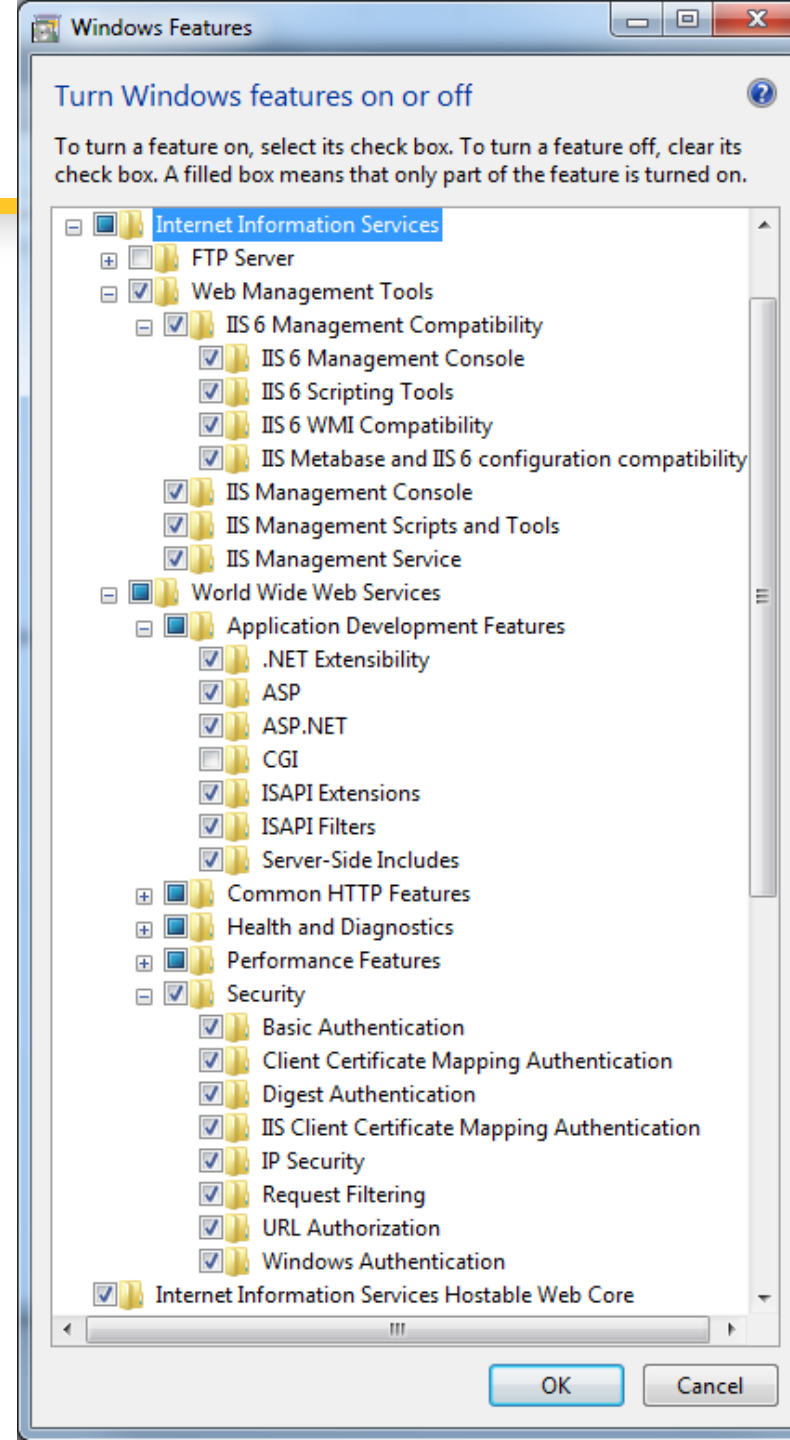 Windows Features
Turn Windows features on or off
To turn a feature on, select its check box. To turn a feature off, clear its
check box. A filled box means that only part of the feature is turned on.
Internet Information Services
FTP Server
Web Management Tools
IIS 6 Management Compatibility
IIS 6 Management Console
IIS 6 Scripting Tools
IIS 6 WMI Compatibility
IIS Metabase and IIS 6 configuration compatibility
IIS Management Console
IIS Management Scripts and Tools
IIS Management Service
World Wide Web Services
Application Development Features
.NET Extensibility
ASP
ASP.NET
CGI
ISAPI Extensions
ISAPI Filters
Server-Side Includes
Common HTTP Features
Health and Diagnostics
Performance Features
Security
Basic Authentication
Client Certificate Mapping Authentication
Digest Authentication
IIS Client Certificate Mapping Authentication
IP Security
Request Filtering
URL Authorization
Windows Authentication
Internet Information Services Hostable Web Core
OK Cancel